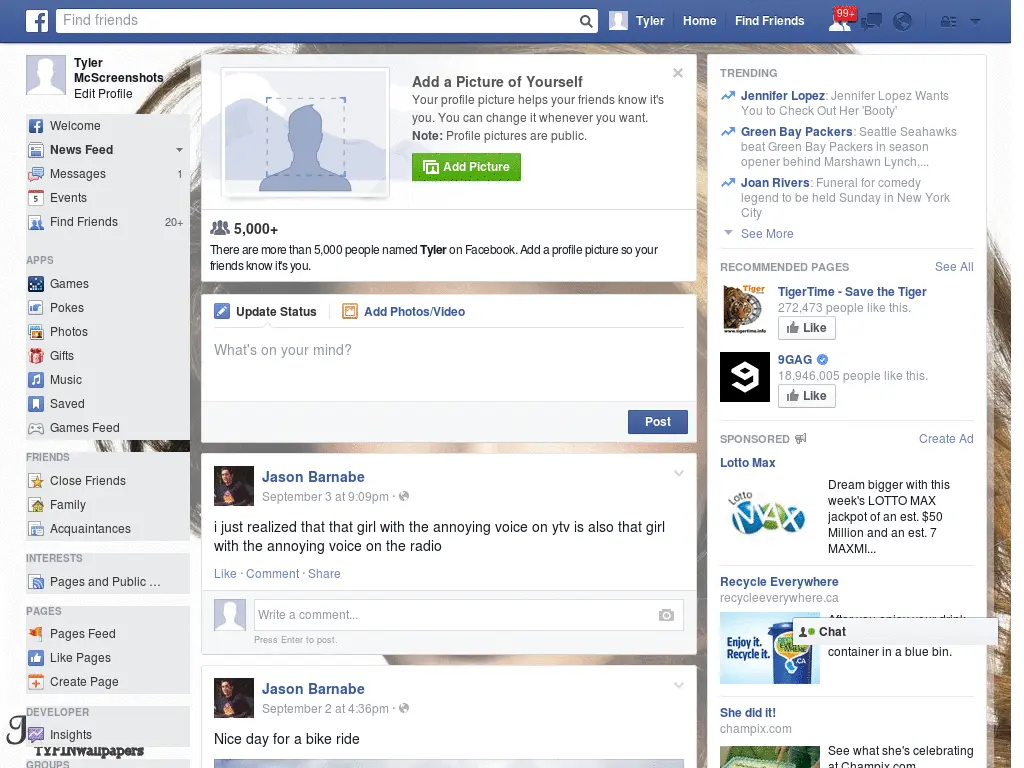 Find friends
Tyler
Home
Find Friends
99+
Tyler
McScreenshots
Edit Profile
Welcome
News Feed
Messages 1
Events
Find Friends 20+
APPS
Games
Pokes
Photos
Gifts
Music
Saved
Games Feed
FRIENDS
Close Friends
Family
Acquaintances
INTERESTS
Pages and Public ...
PAGES
Pages Feed
Like Pages
Create Page
DEVELOPER
Insights
TYFINwallpapers
GROUPS
Add a Picture of Yourself
Your profile picture helps your friends know it's
you. You can change it whenever you want.
Note: Profile pictures are public.
Add Picture
5,000+
There are more than 5,000 people named Tyler on Facebook. Add a profile picture so your
friends know it's you.
Update Status
Add Photos/Video
What's on your mind?
Post
Jason Barnabe
September 3 at 9:09pm ·
i just realized that that girl with the annoying voice on ytv is also that girl
with the annoying voice on the radio
Like · Comment · Share
Write a comment...
Press Enter to post.
Jason Barnabe
September 2 at 4:36pm ·
Nice day for a bike ride
TRENDING
Jennifer Lopez: Jennifer Lopez Wants
You to Check Out Her 'Booty'
Green Bay Packers: Seattle Seahawks
beat Green Bay Packers in season
opener behind Marshawn Lynch,...
Joan Rivers: Funeral for comedy
legend to be held Sunday in New York
City
See More
RECOMMENDED PAGES See All
Tiger
Time
www.tigertime.info
TigerTime - Save the Tiger
272,473 people like this.
Like
9GAG
18,946,005 people like this.
Like
SPONSORED Create Ad
Lotto Max
Lotto
MAX
Dream bigger with this
week's LOTTO MAX
jackpot of an est. $50
Million and an est. 7
MAXMI...
Recycle Everywhere
recycleeverywhere.ca
Enjoy it.
Recycle it.
.CA
After you enjoy your drink,
Chat
container in a blue bin.
She did it!
champix.com
See what she's celebrating
at Champix.com